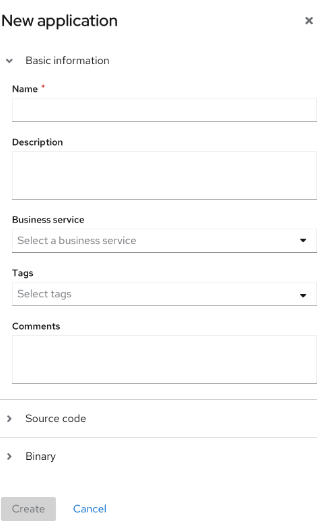 New application
Basic information
Name *
Description
Business service
Select a business service
Tags
Select tags
Comments
Source code
Binary
Create Cancel